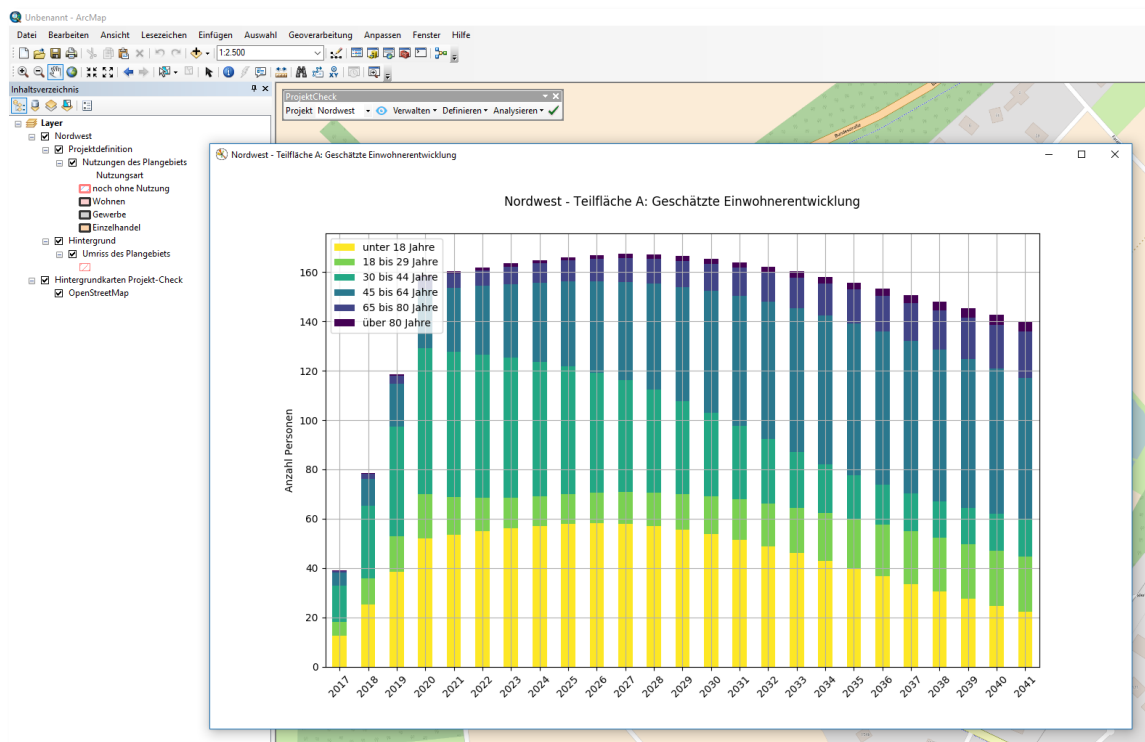 Unbenannt - ArcMap
Datei Bearbeiten Ansicht Lesezeichen Einfügen Auswahl Geoverarbeitung Anpassen Fenster Hilfe
1:2.500
Inhaltsverzeichnis
Layer
Nordwest
Projektdefinition
Nutzungen des Plangebiets
Nutzungsart
noch ohne Nutzung
Wohnen
Gewerbe
Einzelhandel
Hintergrund
Umriss des Plangebiets
Hintergrundkarten Projekt-Check
OpenStreetMap
ProjektCheck
Projekt Nordwest Verwalten Definieren Analysieren
Bundesstraße
Nordwest - Teilfläche A: Geschätzte Einwohnerentwicklung
Nordwest - Teilfläche A: Geschätzte Einwohnerentwicklung
unter 18 Jahre
18 bis 29 Jahre
30 bis 44 Jahre
45 bis 64 Jahre
65 bis 80 Jahre
über 80 Jahre
Anzahl Personen
160
140
120
100
80
60
40
20
0
2017 2018 2019 2020 2021 2022 2023 2024 2025 2026 2027 2028 2029 2030 2031 2032 2033 2034 2035 2036 2037 2038 2039 2040 2041